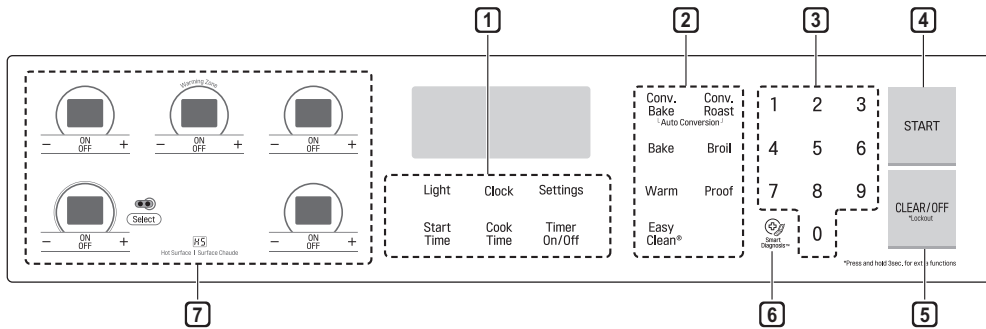 1
2
3
4
Warming Zone
ON
OFF
- +
ON
OFF
- +
ON
OFF
- +
Select
ON
OFF
- +
HS
Hot Surface | Surface Chaude
ON
OFF
- +
Light Clock Settings
Start Time
Cook Time
Timer On/Off
Conv. Bake
Conv. Roast
Auto Conversion
Bake Broil
Warm Proof
Easy Clean®
1 2 3
4 5 6
7 8 9
0
Smart Diagnosis™
START
CLEAR/OFF
*Lockout
*Press and hold 3sec. for extra functions
7
6
5